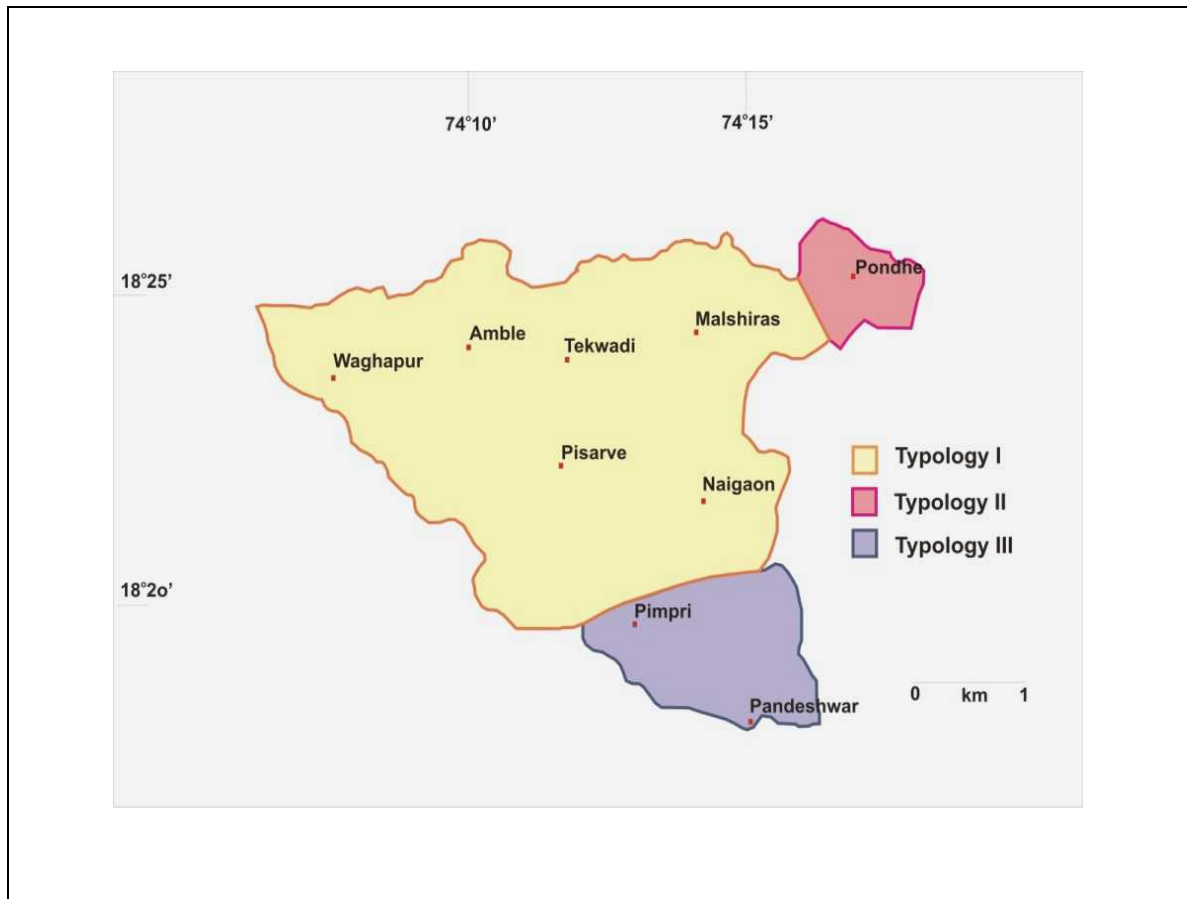 74°10’ 74°15’
Pondhe
18°25’
Malshiras
Amble
Tekwadi
Waghapur
Typology I
Pisarve
Naigaon
Typology II
Typology III
18°2o’
Pimpri
0 km 1
Pandeshwar